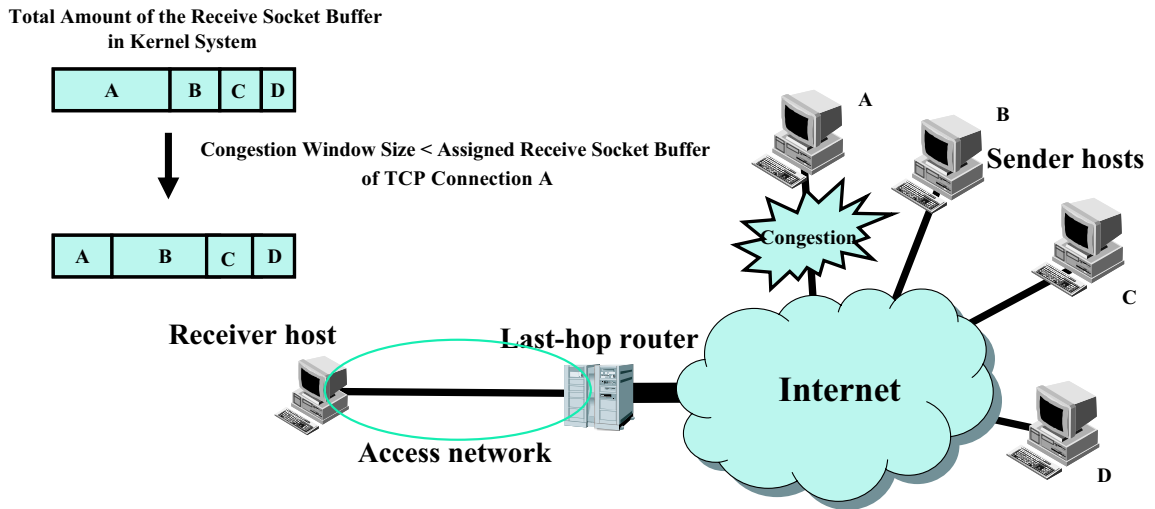 Total Amount of the Receive Socket Buffer
in Kernel System
A B C D
Congestion Window Size < Assigned Receive Socket Buffer
of TCP Connection A
A B C D
A
B
Sender hosts
Congestion
C
Receiver host
Last-hop router
Internet
Access network
D